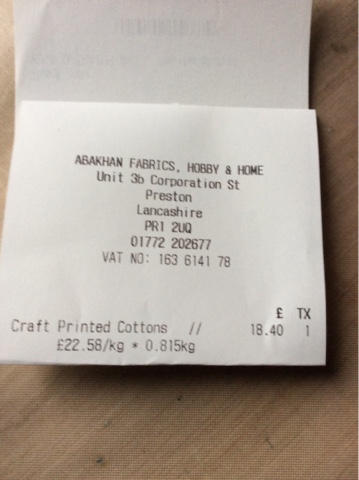 ABAKHAN FABRICS, HOBBY & HOME
Unit 3b Corporation St
Preston
Lancashire
PR1 2UQ
01772 202677
VAT NO: 163 6141 78
£ TX
Craft Printed Cottons // 18.40 1
£22.58/kg * 0.815kg